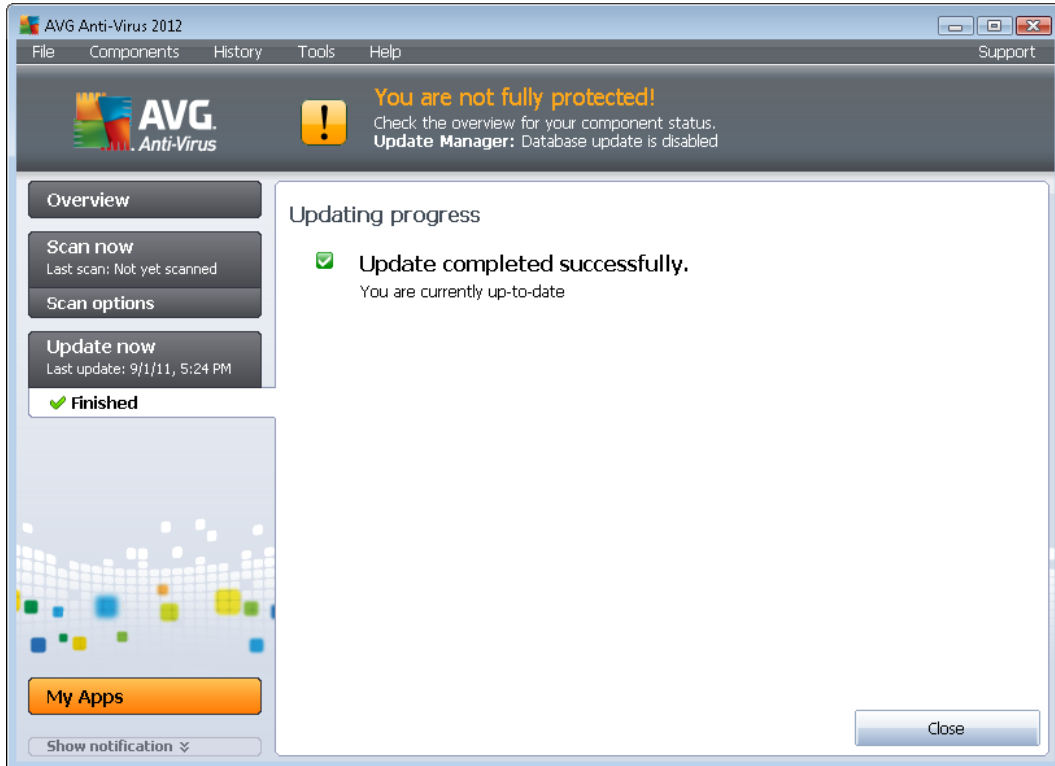 AVG Anti-Virus 2012
File Components History Tools Help Support
AVG.
Anti-Virus
You are not fully protected!
Check the overview for your component status.
Update Manager: Database update is disabled
Overview
Scan now
Last scan: Not yet scanned
Scan options
Update now
Last update: 9/1/11, 5:24 PM
Finished
My Apps
Show notification
Updating progress
Update completed successfully.
You are currently up-to-date
Close